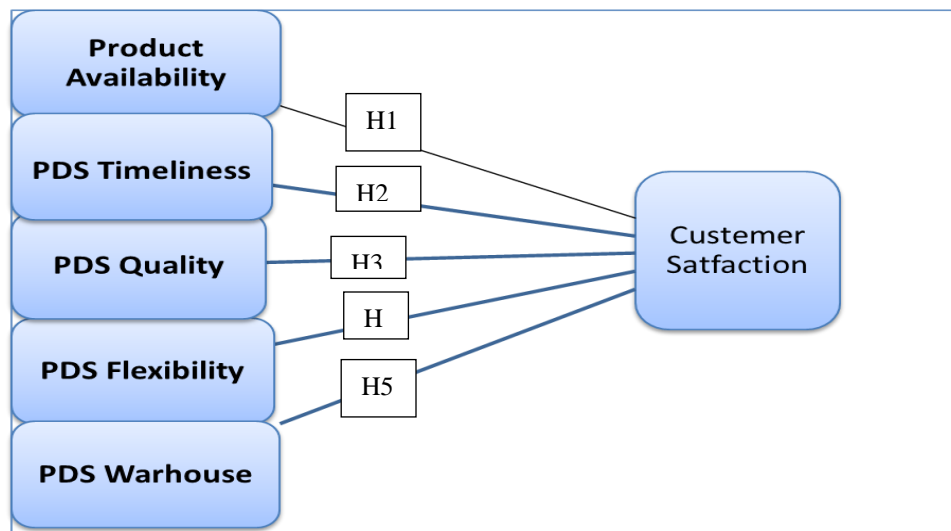 Product
Availability
H1
PDS Timeliness
H2
PDS Quality
H3
Custemer
Satfaction
H
PDS Flexibility
H5
PDS Warhouse